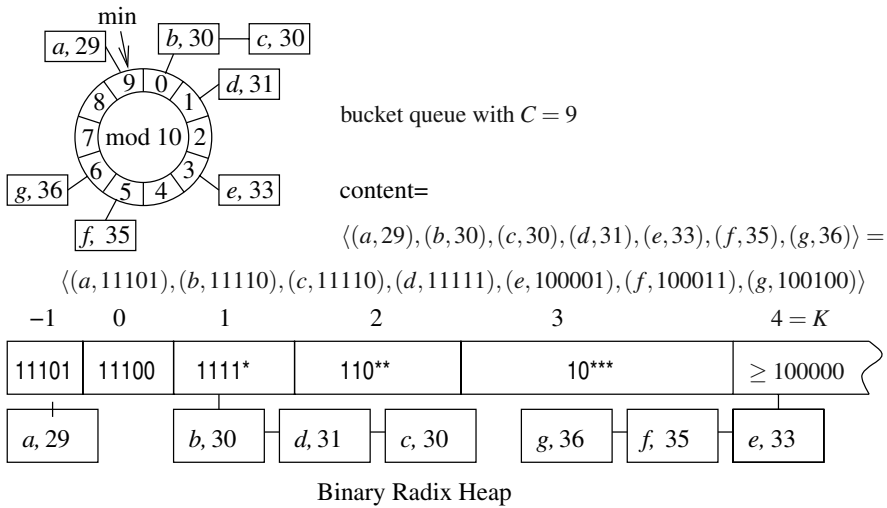 min
a, 29
b, 30
c, 30
9
0
d, 31
8
1
7
mod 10
2
bucket queue with C = 9
6
3
g, 36
5
4
e, 33
content=
f, 35
⟨(a,29),(b,30),(c,30),(d,31),(e,33),(f,35),(g,36)⟩ =
⟨(a,11101),(b,11110),(c,11110),(d,11111),(e,100001),(f,100011),(g,100100)⟩
−1 0 1 2 3 4 = K
11101 11100 1111* 110** 10*** ≥ 100000
a, 29 b, 30 d, 31 c, 30 g, 36 f, 35 e, 33
Binary Radix Heap